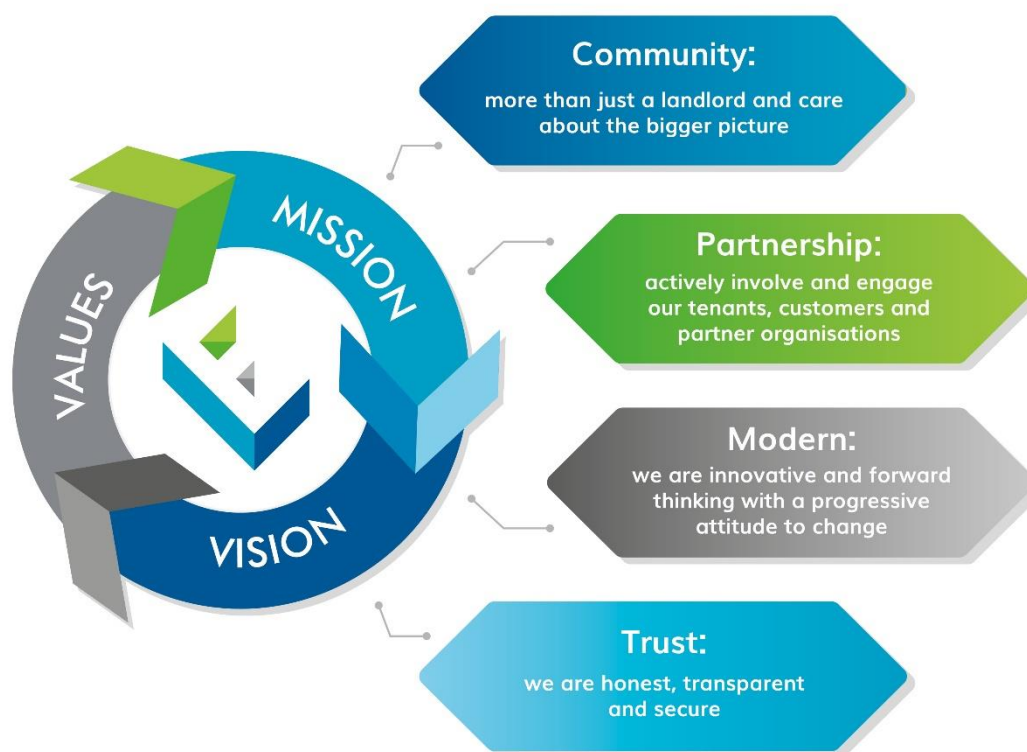 Community:
more than just a landlord and care
about the bigger picture
MISSION
VALUES
VISION
Partnership:
actively involve and engage
our tenants, customers and
partner organisations
Modern:
we are innovative and forward
thinking with a progressive
attitude to change
Trust:
we are honest, transparent
and secure